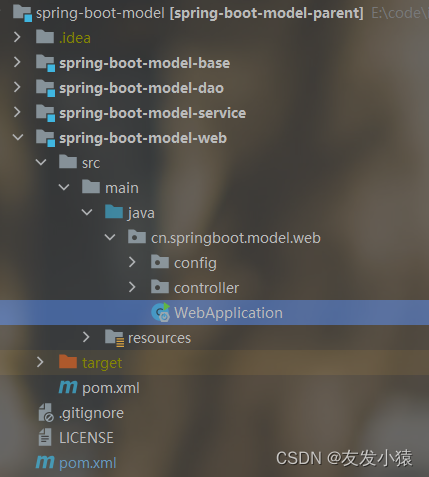 spring-boot-model [spring-boot-model-parent] E:\code\
.idea
spring-boot-model-base
spring-boot-model-dao
spring-boot-model-service
spring-boot-model-web
src
main
java
cn.springboot.model.web
config
controller
WebApplication
resources
target
pom.xml
.gitignore
LICENSE
pom.xml
CSDN @友发小猿